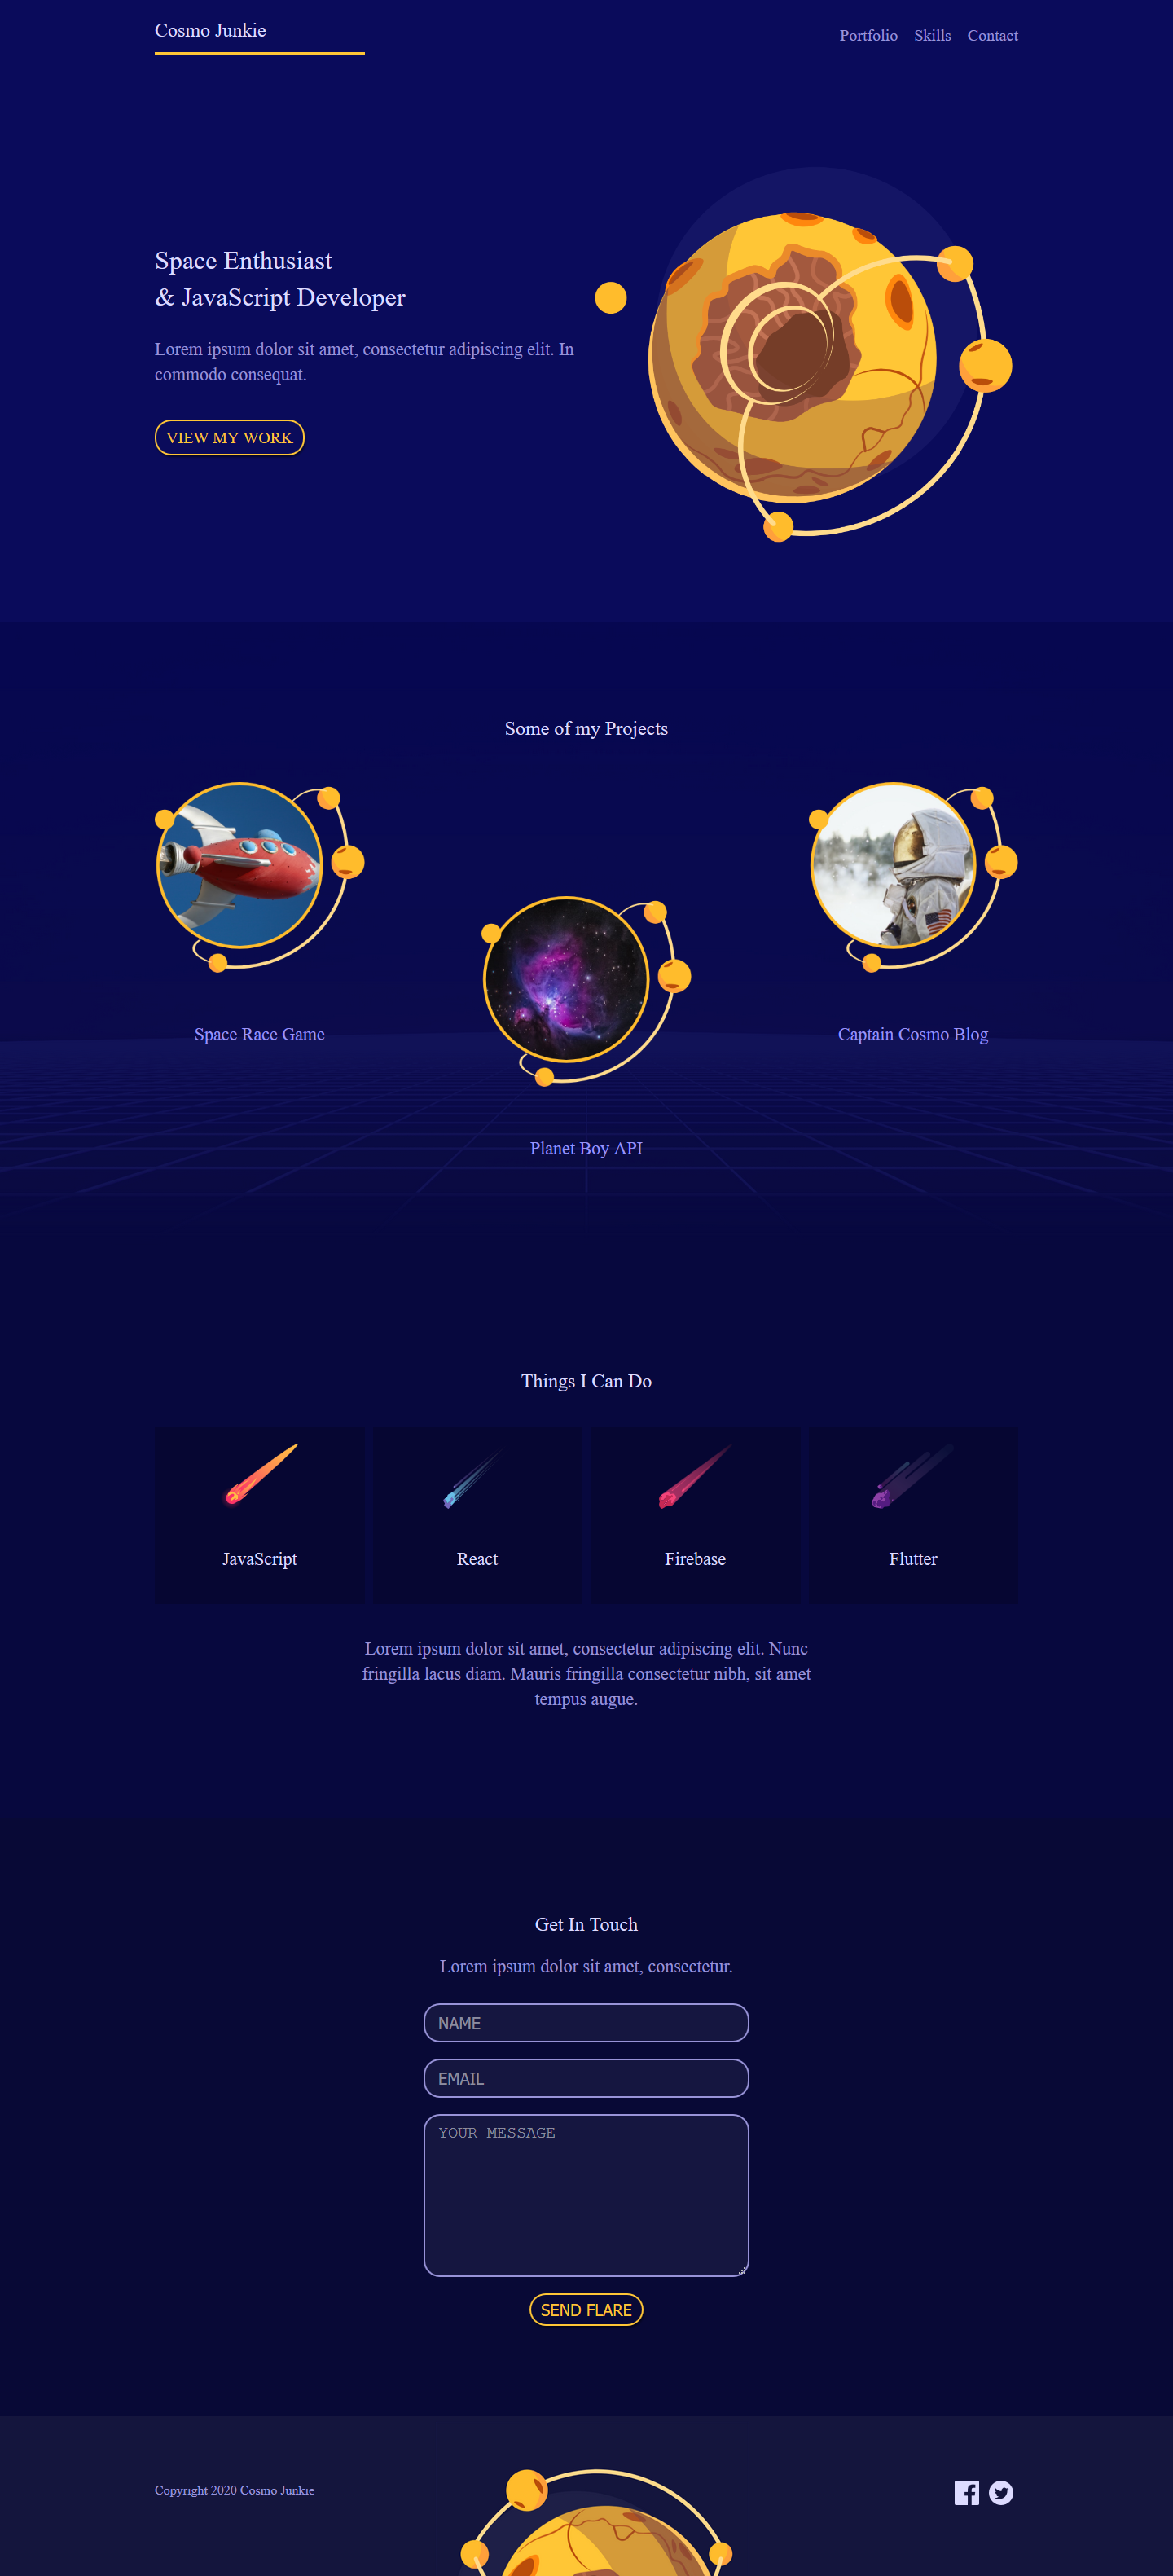 Cosmo Junkie
Portfolio Skills Contact
Space Enthusiast
& JavaScript Developer
Lorem ipsum dolor sit amet, consectetur adipiscing elit. In
commodo consequat.
VIEW MY WORK
Some of my Projects
Space Race Game
Planet Boy API
Captain Cosmo Blog
Things I Can Do
JavaScript
React
Firebase
Flutter
Lorem ipsum dolor sit amet, consectetur adipiscing elit. Nunc
fringilla lacus diam. Mauris fringilla consectetur nibh, sit amet
tempus augue.
Get In Touch
Lorem ipsum dolor sit amet, consectetur.
NAME
EMAIL
YOUR MESSAGE
SEND FLARE
Copyright 2020 Cosmo Junkie